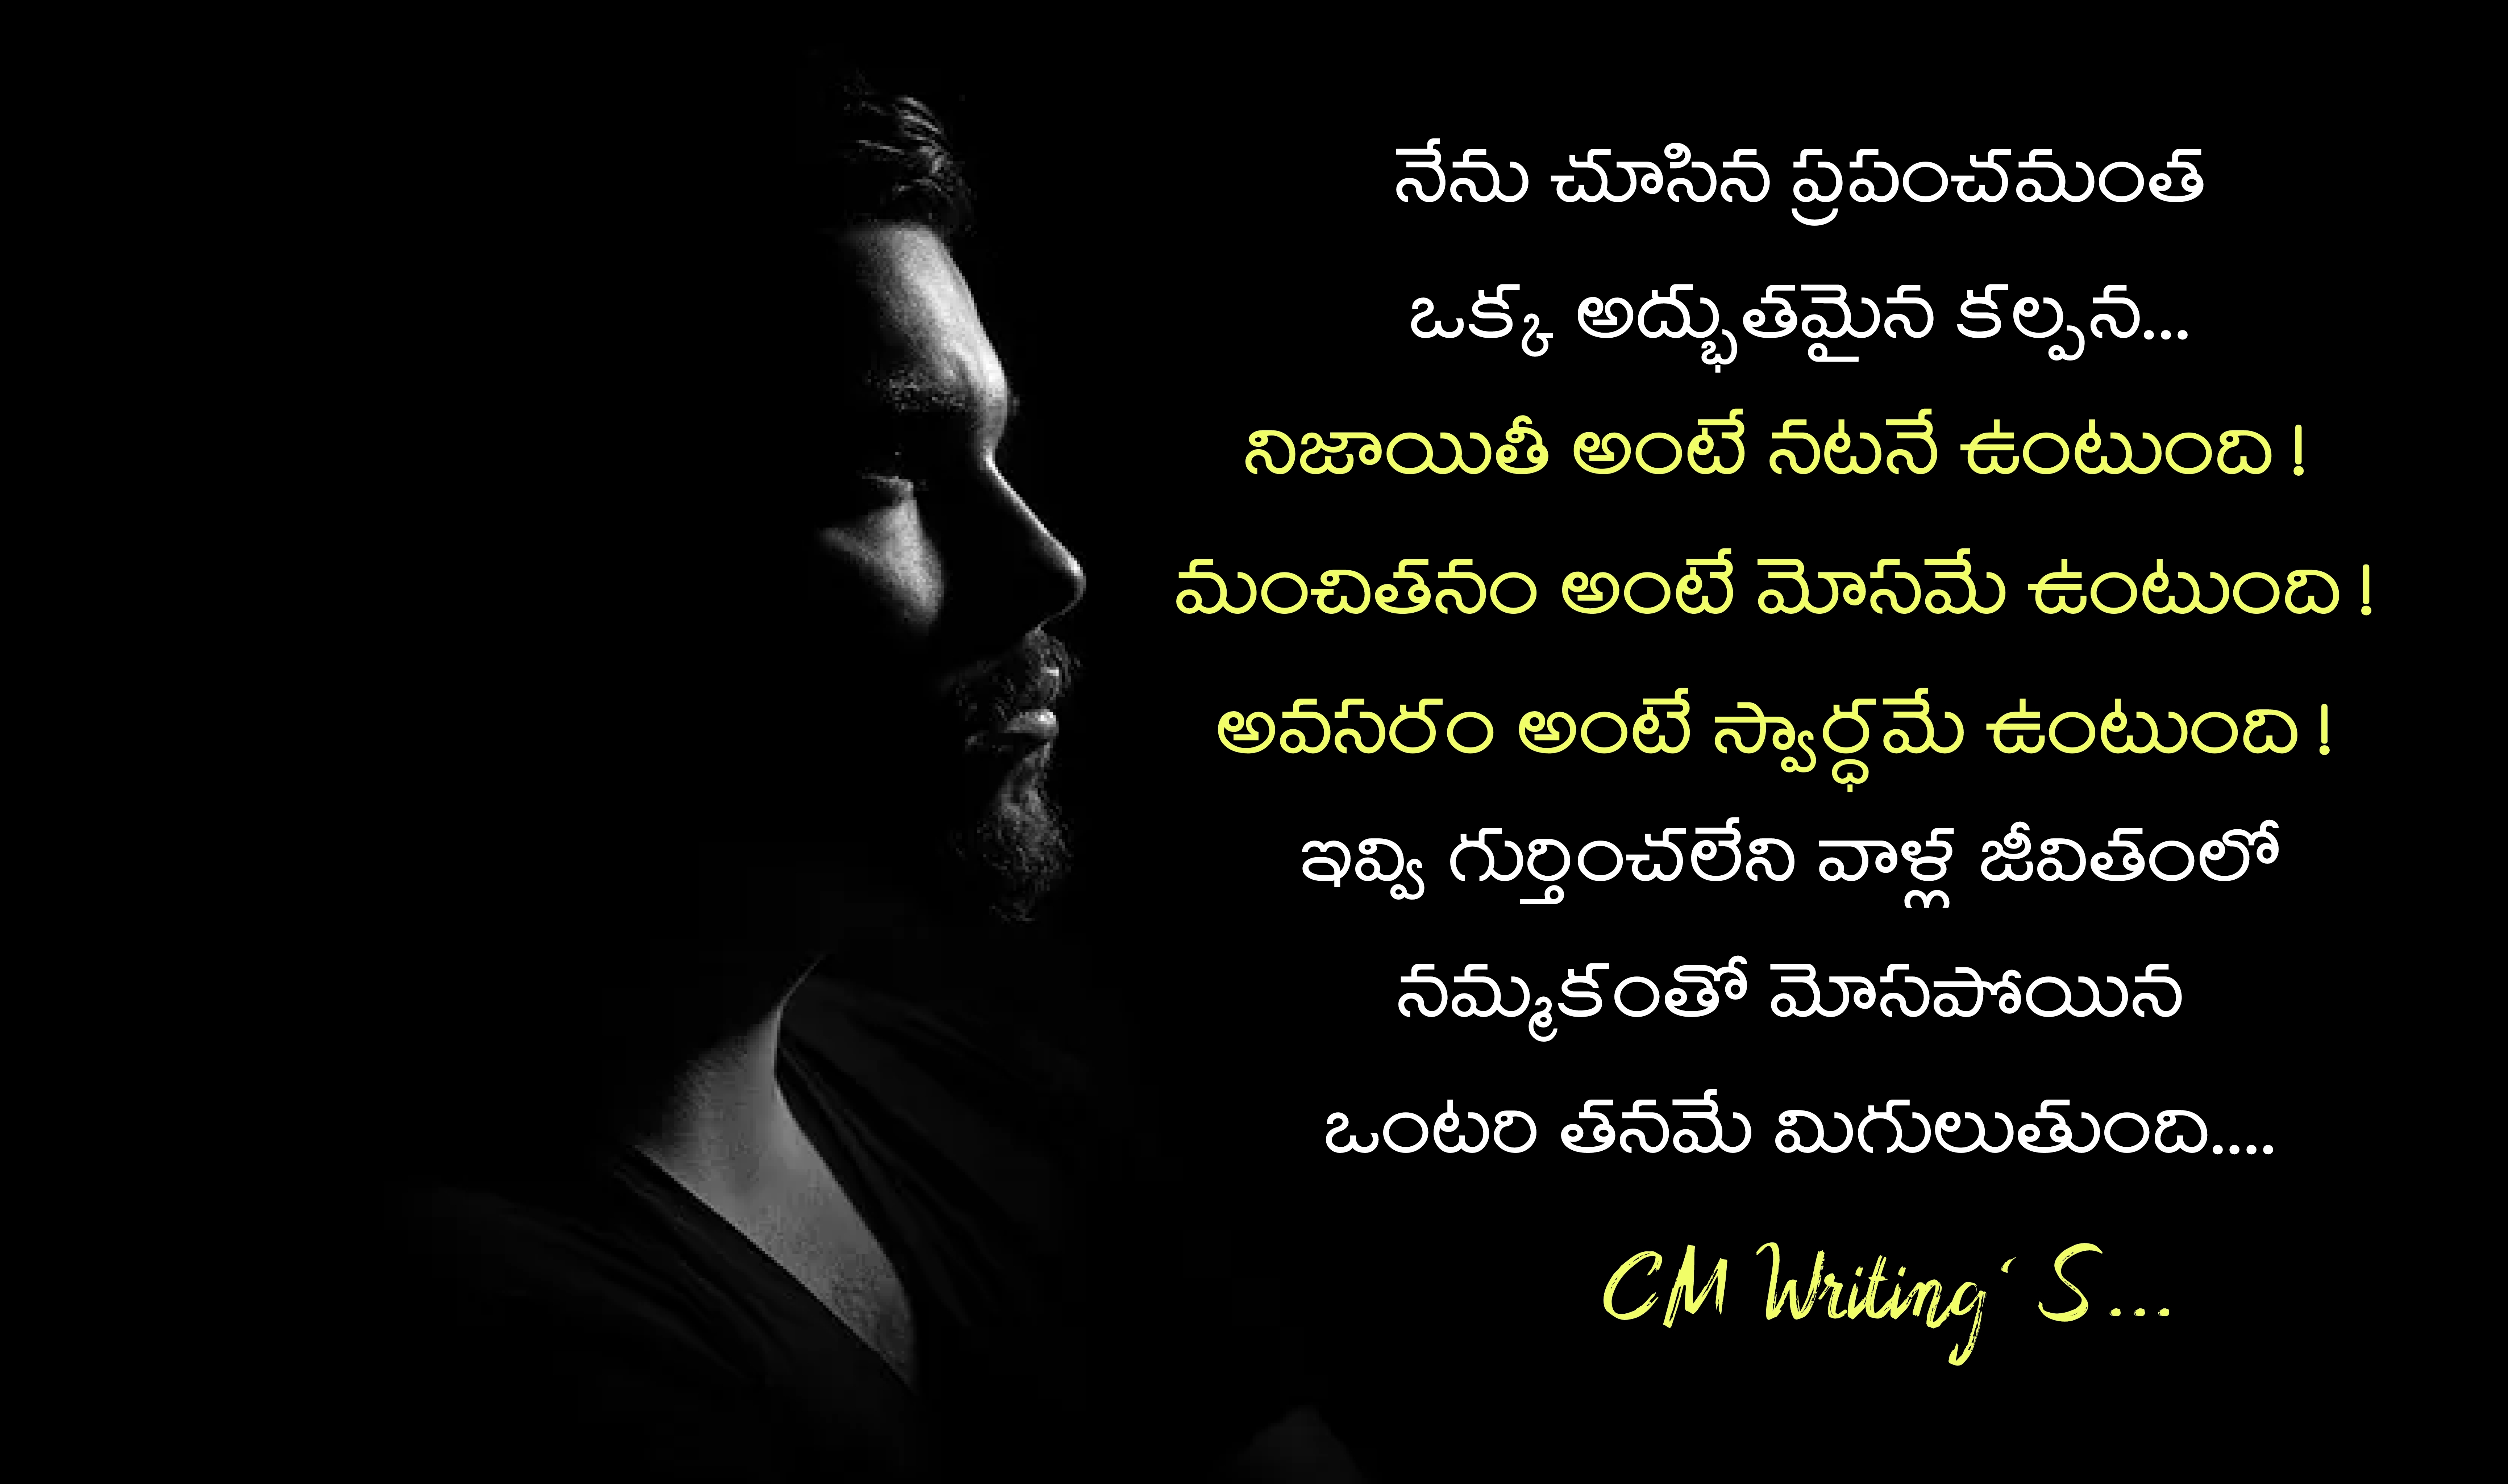 నేను చూసిన ప్రపంచమంత
ఒక్క అద్భుతమైన కల్పన...
నిజాయితీ అంటే నటనే ఉంటుంది!
మంచితనం అంటే మోసమే ఉంటుంది!
అవసరం అంటే స్వార్ధమే ఉంటుంది!
ఇవ్వి గుర్తించలేని వాళ్ల జీవితంలో
నమ్మకంతో మోసపోయిన
ఒంటరి తనమే మిగులుతుంది....
CM Writing‘ S...